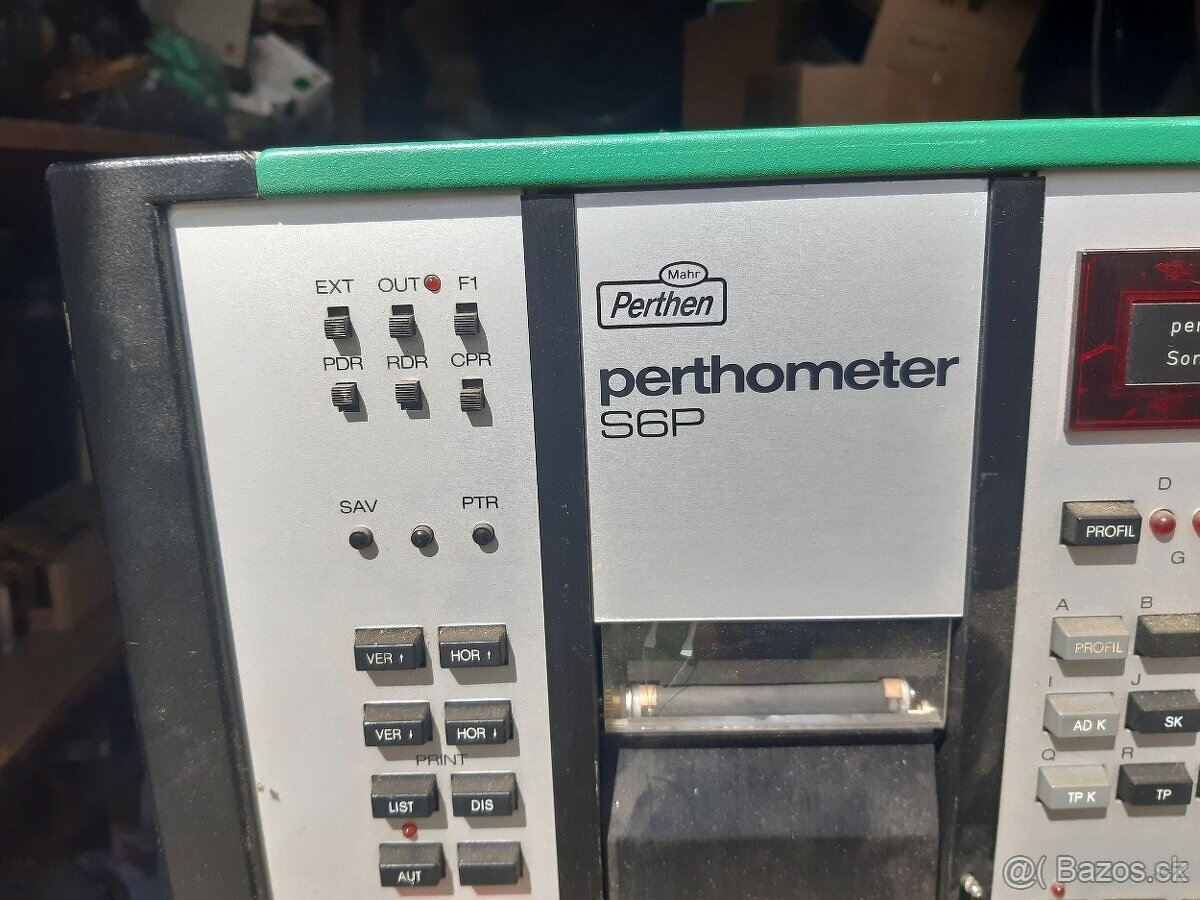 EXT OUT F1
PDR RDR CPR
SAV PTR
VER ↑ HOR ↑
VER ↓ HOR ↓
PRINT
LIST DIS
AUT
Mahr
Perthen
perthometer
S6P
D
PROFIL
G
A B
PROFIL
I J
AD K SK
Q R
TP K TP
Bazos.sk